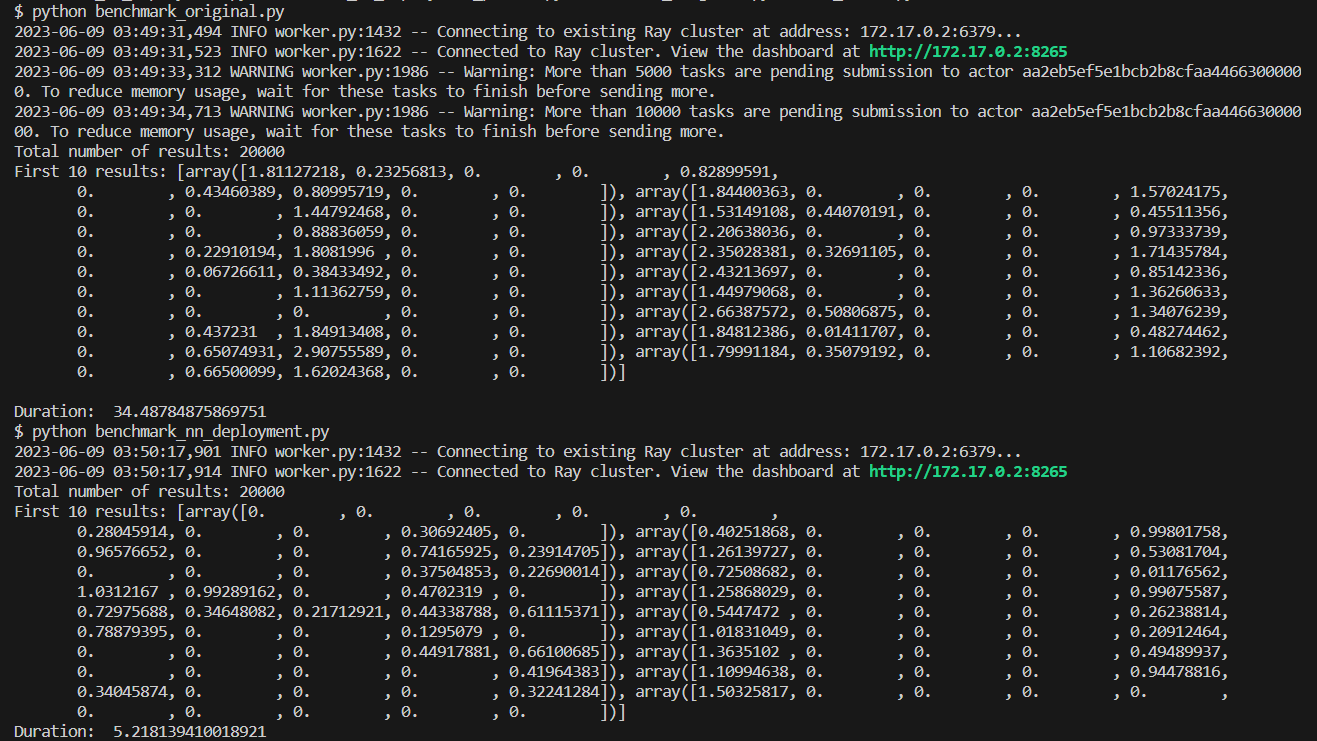 $ python benchmark_original.py
2023-06-09 03:49:31,494 INFO worker.py:1432 -- Connecting to existing Ray cluster at address: 172.17.0.2:6379...
2023-06-09 03:49:31,523 INFO worker.py:1622 -- Connected to Ray cluster. View the dashboard at http://172.17.0.2:8265
2023-06-09 03:49:33,312 WARNING worker.py:1986 -- Warning: More than 5000 tasks are pending submission to actor aa2eb5ef5e1bcb2b8cfaa4466300000
0. To reduce memory usage, wait for these tasks to finish before sending more.
2023-06-09 03:49:34,713 WARNING worker.py:1986 -- Warning: More than 10000 tasks are pending submission to actor aa2eb5ef5e1bcb2b8cfaa446630000
00. To reduce memory usage, wait for these tasks to finish before sending more.
Total number of results: 20000
First 10 results: [array([1.81127218, 0.23256813, 0.        , 0.        , 0.82899591,
       0.        , 0.43460389, 0.80995719, 0.        , 0.        ]), array([1.84400363, 0.        , 0.        , 0.        , 1.57024175,
       0.        , 0.        , 1.44792468, 0.        , 0.        ]), array([1.53149108, 0.44070191, 0.        , 0.        , 0.45511356,
       0.        , 0.        , 0.88836059, 0.        , 0.        ]), array([2.20638036, 0.        , 0.        , 0.        , 0.97333739,
       0.        , 0.22910194, 1.8081996 , 0.        , 0.        ]), array([2.35028381, 0.32691105, 0.        , 0.        , 1.71435784,
       0.        , 0.06726611, 0.38433492, 0.        , 0.        ]), array([2.43213697, 0.        , 0.        , 0.        , 0.85142336,
       0.        , 0.        , 1.11362759, 0.        , 0.        ]), array([1.44979068, 0.        , 0.        , 0.        , 1.36260633,
       0.        , 0.        , 0.        , 0.        , 0.        ]), array([2.66387572, 0.50806875, 0.        , 0.        , 1.34076239,
       0.        , 0.437231  , 1.84913408, 0.        , 0.        ]), array([1.84812386, 0.01411707, 0.        , 0.        , 0.48274462,
       0.        , 0.65074931, 2.90755589, 0.        , 0.        ]), array([1.79991184, 0.35079192, 0.        , 0.        , 1.10682392,
       0.        , 0.66500099, 1.62024368, 0.        , 0.        ])]
Duration:  34.48784875869751
$ python benchmark_nn_deployment.py
2023-06-09 03:50:17,901 INFO worker.py:1432 -- Connecting to existing Ray cluster at address: 172.17.0.2:6379...
2023-06-09 03:50:17,914 INFO worker.py:1622 -- Connected to Ray cluster. View the dashboard at http://172.17.0.2:8265
Total number of results: 20000
First 10 results: [array([0.        , 0.        , 0.        , 0.        , 0.        ,
       0.28045914, 0.        , 0.        , 0.30692405, 0.        ]), array([0.40251868, 0.        , 0.        , 0.        , 0.99801758,
       0.96576652, 0.        , 0.        , 0.74165925, 0.23914705]), array([1.26139727, 0.        , 0.        , 0.        , 0.53081704,
       0.        , 0.        , 0.        , 0.37504853, 0.22690014]), array([0.72508682, 0.        , 0.        , 0.        , 0.01176562,
       1.0312167 , 0.99289162, 0.        , 0.4702319 , 0.        ]), array([1.25868029, 0.        , 0.        , 0.        , 0.99075587,
       0.72975688, 0.34648082, 0.21712921, 0.44338788, 0.61115371]), array([0.5447472 , 0.        , 0.        , 0.        , 0.26238814,
       0.78879395, 0.        , 0.        , 0.1295079 , 0.        ]), array([1.01831049, 0.        , 0.        , 0.        , 0.20912464,
       0.        , 0.        , 0.        , 0.44917881, 0.66100685]), array([1.3635102 , 0.        , 0.        , 0.        , 0.49489937,
       0.        , 0.        , 0.        , 0.        , 0.41964383]), array([1.10994638, 0.        , 0.        , 0.        , 0.94478816,
       0.34045874, 0.        , 0.        , 0.        , 0.32241284]), array([1.50325817, 0.        , 0.        , 0.        , 0.        ,
       0.        , 0.        , 0.        , 0.        , 0.        ])]
Duration:  5.218139410018921